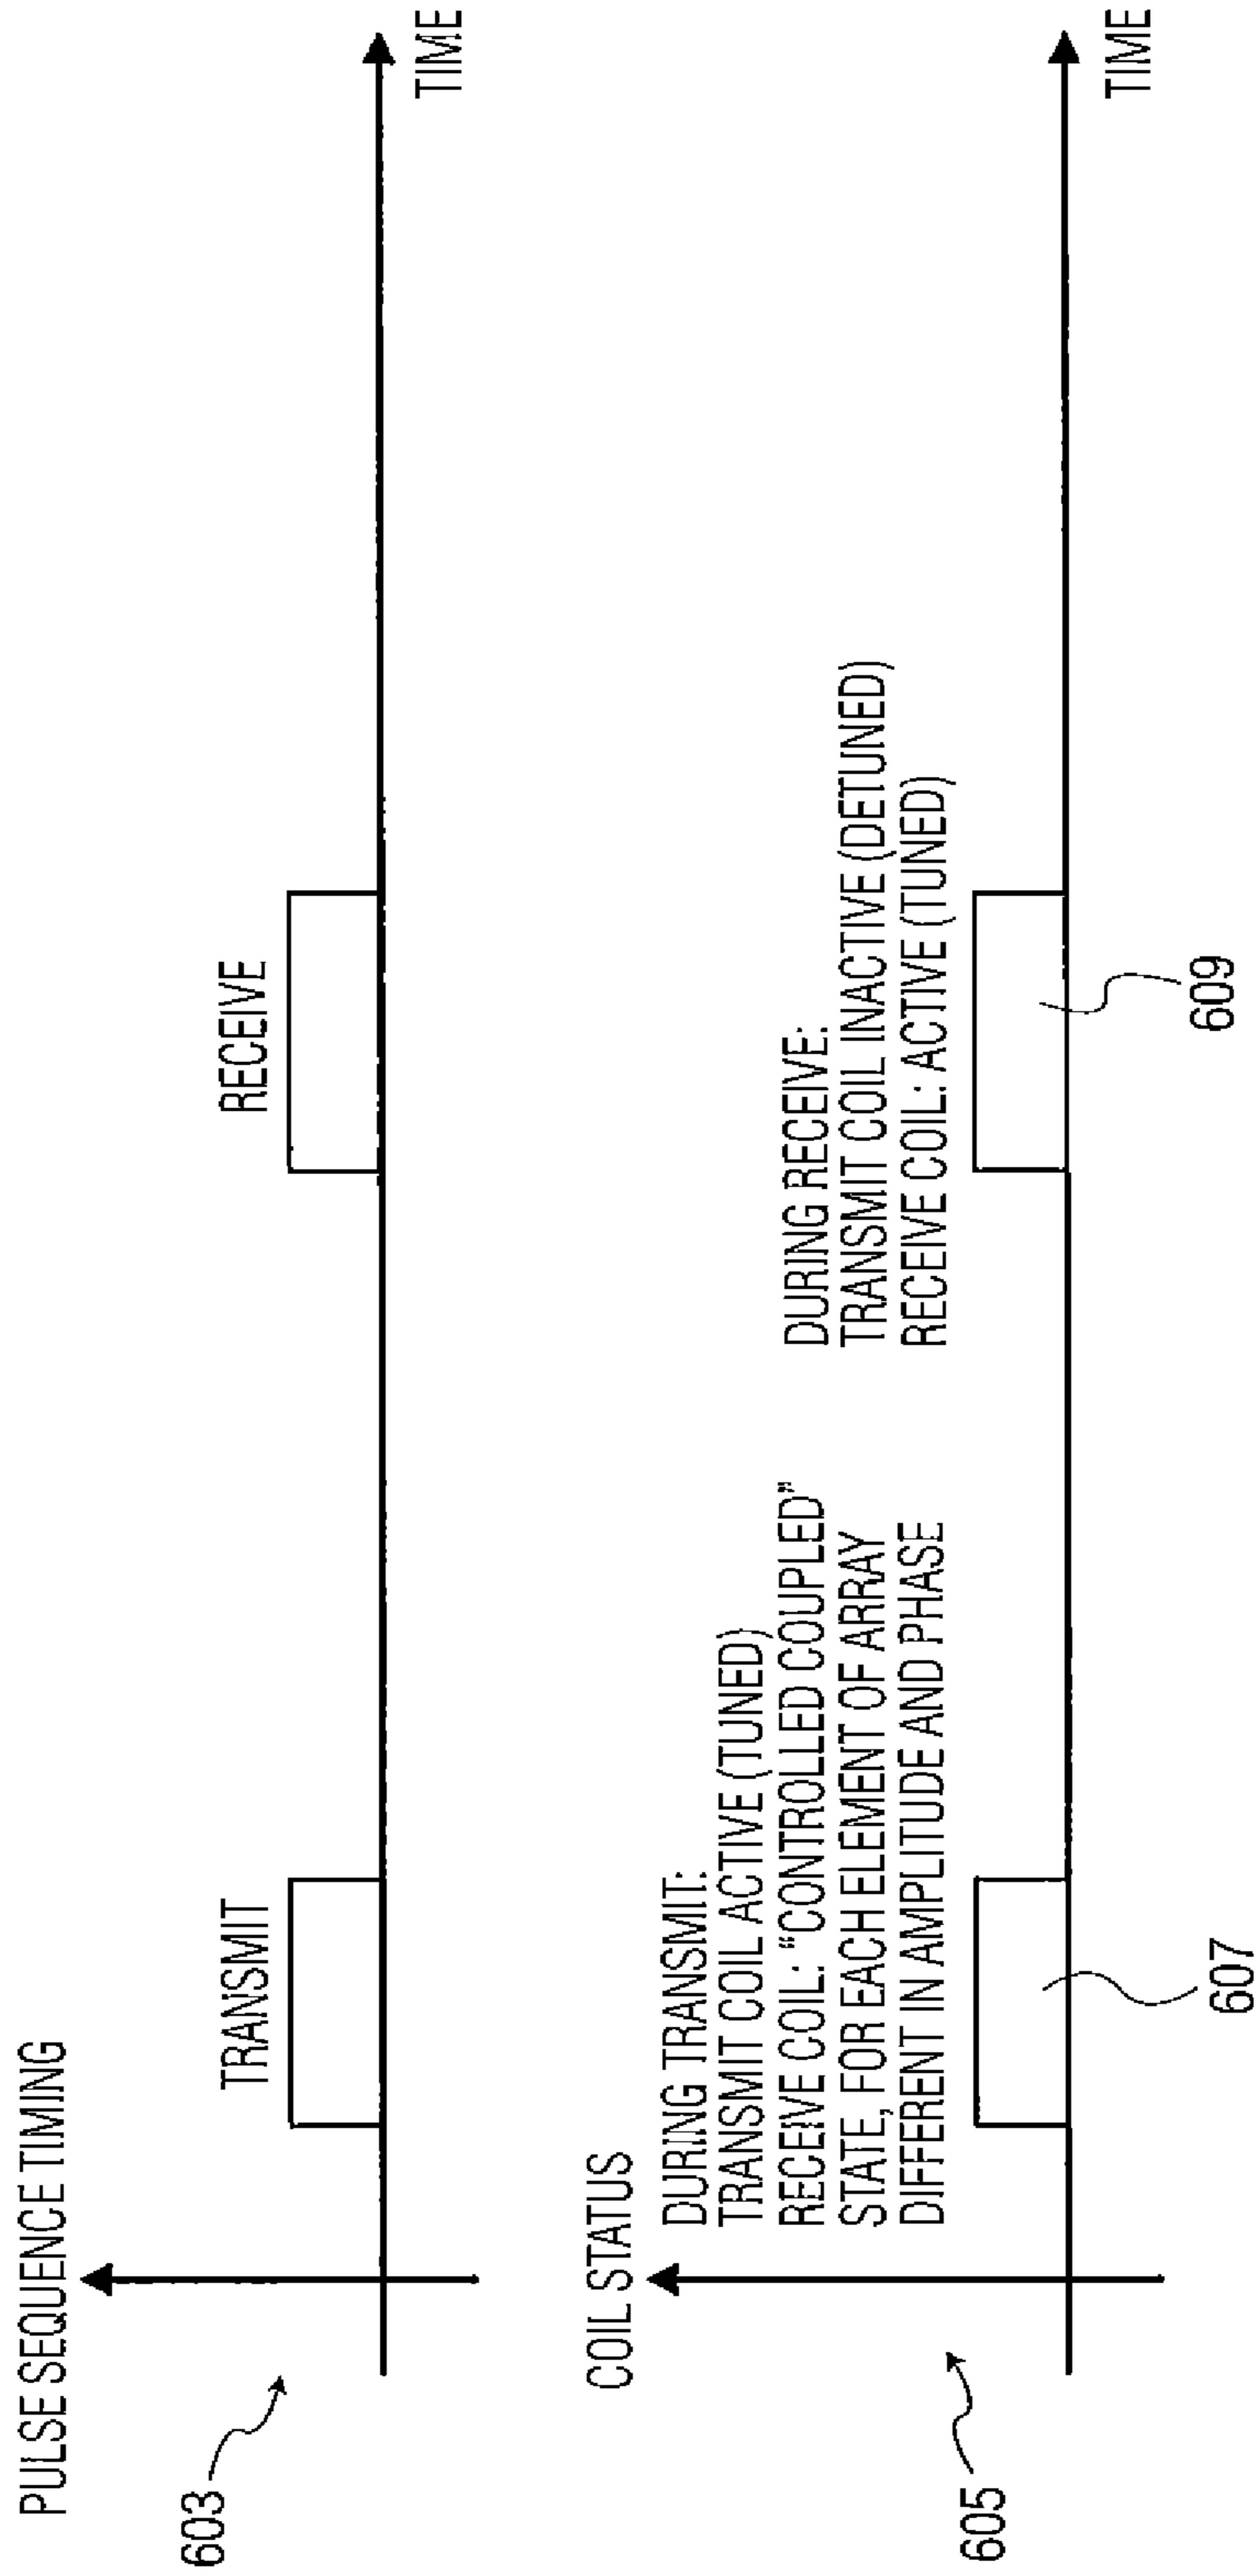 PULSE SEQUENCE TIMING
603
TRANSMIT
RECEIVE
TIME
COIL STATUS
605
DURING TRANSMIT:
TRANSMIT COIL ACTIVE (TUNED)
RECEIVE COIL: “CONTROLLED COUPLED”
STATE, FOR EACH ELEMENT OF ARRAY
DIFFERENT IN AMPLITUDE AND PHASE
607
DURING RECEIVE:
TRANSMIT COIL INACTIVE (DETUNED)
RECEIVE COIL: ACTIVE (TUNED)
609
TIME